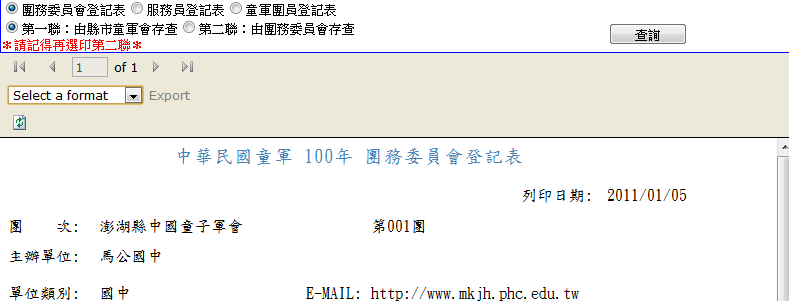 團務委員會登記表 服務員登記表 童軍團員登記表
第一聯：由縣市童軍會存查 第二聯：由團務委員會存查
查詢
＊請記得再選印第二聯＊
1 of 1
Select a format Export
中華民國童軍 100年 團務委員會登記表
列印日期: 2011/01/05
團 次: 澎湖縣中國童子軍會 第001團
主辦單位: 馬公國中
單位類別: 國中 E-MAIL: http://www.mkjh.phc.edu.tw